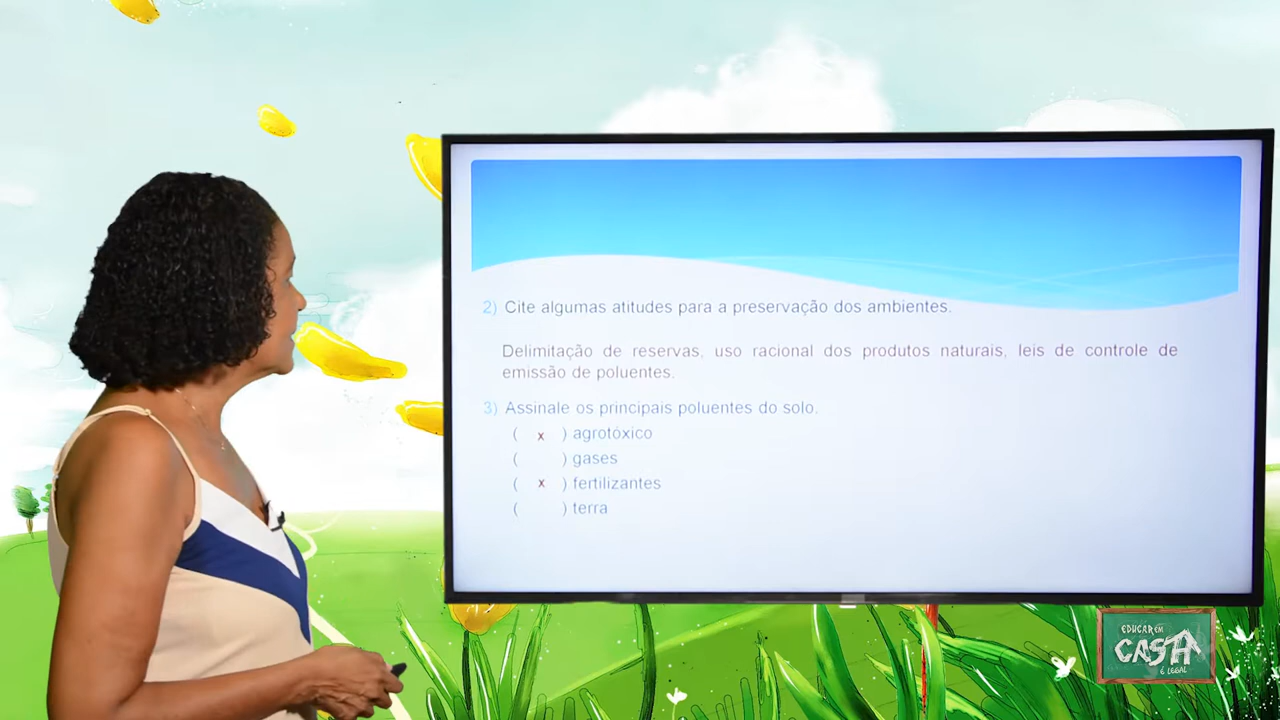 2) Cite algumas atitudes para a preservação dos ambientes.
Delimitação de reservas, uso racional dos produtos naturais, leis de controle de
emissão de poluentes.
3) Assinale os principais poluentes do solo.
( x ) agrotóxico
( ) gases
( x ) fertilizantes
( ) terra
EDUCAR EM
CASA
É LEGAL